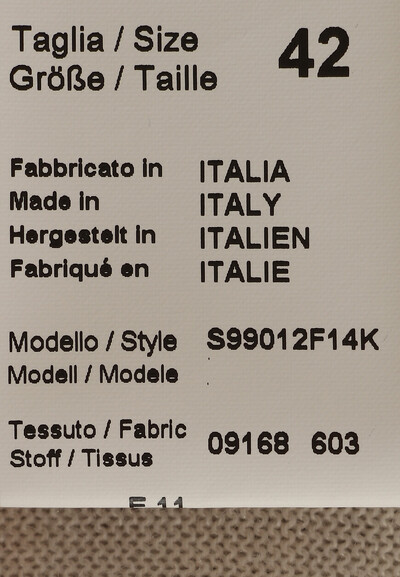 Taglia / Size 42
Größe / Taille
Fabbricato in ITALIA
Made in ITALY
Hergestelt in ITALIEN
Fabriqué en ITALIE
Modello / Style S99012F14K
Modell / Modele
Tessuto / Fabric 09168 603
Stoff / Tissus